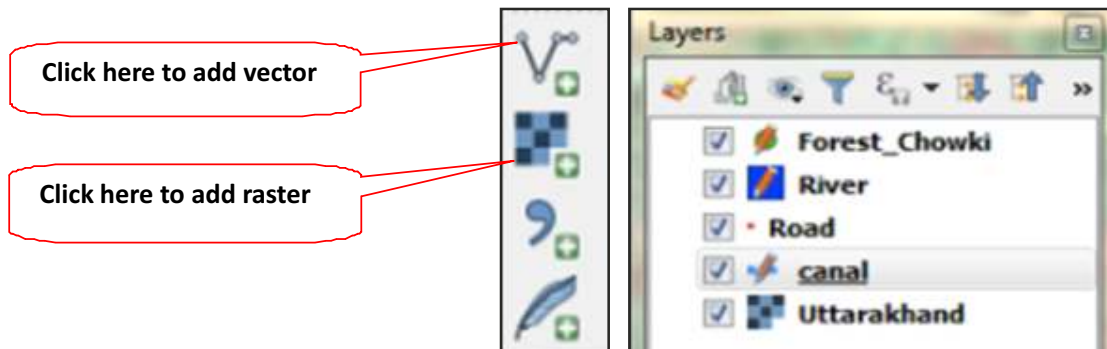 Click here to add vector
Click here to add raster
Layers
Forest_Chowki
River
Road
canal
Uttarakhand